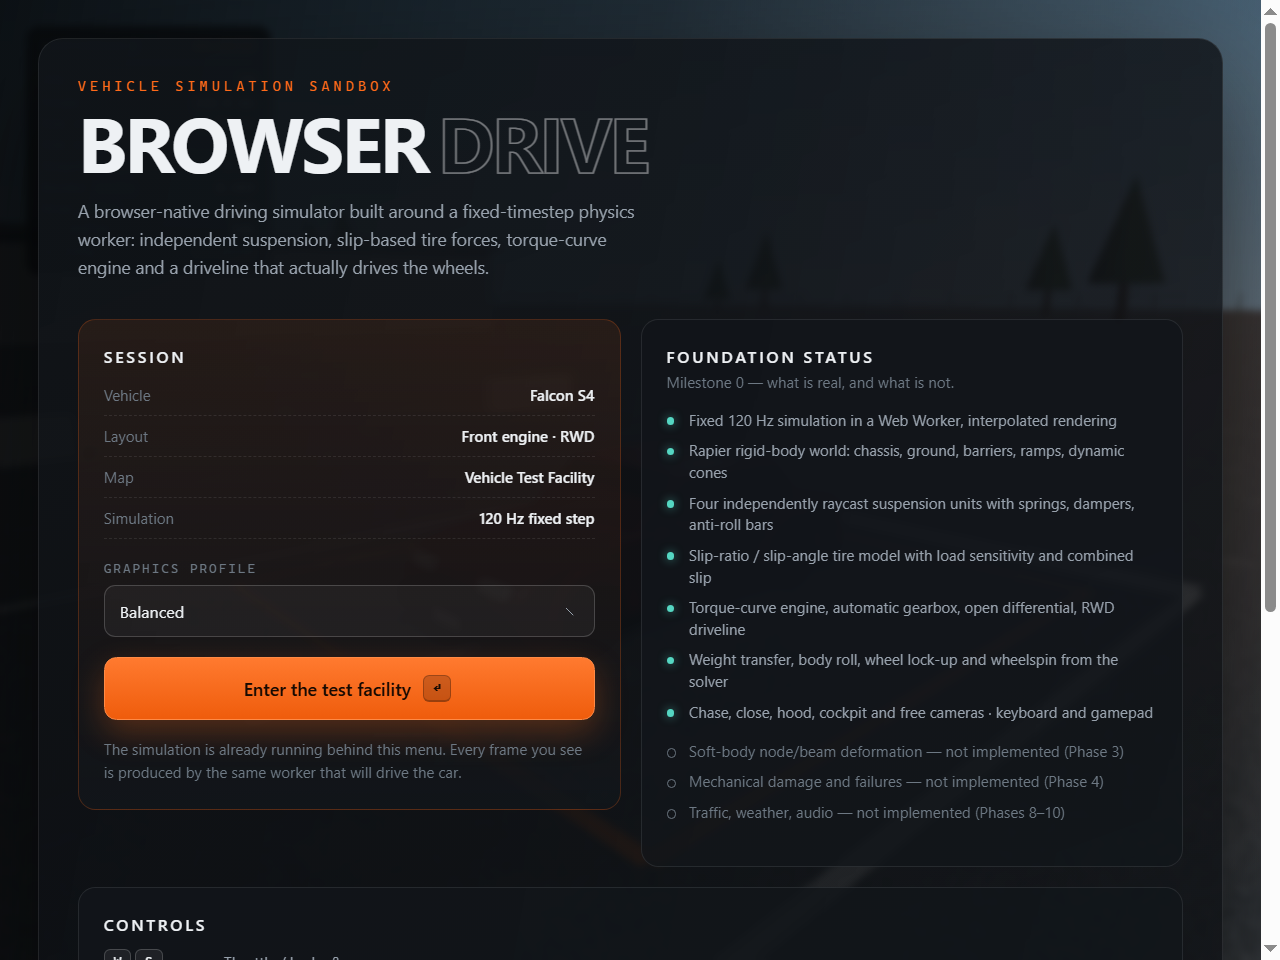 VEHICLE SIMULATION SANDBOX
BROWSER DRIVE
A browser-native driving simulator built around a fixed-timestep physics
worker: independent suspension, slip-based tire forces, torque-curve
engine and a driveline that actually drives the wheels.
SESSION
Vehicle Falcon S4
Layout Front engine · RWD
Map Vehicle Test Facility
Simulation 120 Hz fixed step
GRAPHICS PROFILE
Balanced
Enter the test facility ↵
The simulation is already running behind this menu. Every frame you see
is produced by the same worker that will drive the car.
FOUNDATION STATUS
Milestone 0 — what is real, and what is not.
Fixed 120 Hz simulation in a Web Worker, interpolated rendering
Rapier rigid-body world: chassis, ground, barriers, ramps, dynamic
cones
Four independently raycast suspension units with springs, dampers,
anti-roll bars
Slip-ratio / slip-angle tire model with load sensitivity and combined
slip
Torque-curve engine, automatic gearbox, open differential, RWD
driveline
Weight transfer, body roll, wheel lock-up and wheelspin from the
solver
Chase, close, hood, cockpit and free cameras · keyboard and gamepad
Soft-body node/beam deformation — not implemented (Phase 3)
Mechanical damage and failures — not implemented (Phase 4)
Traffic, weather, audio — not implemented (Phases 8–10)
CONTROLS